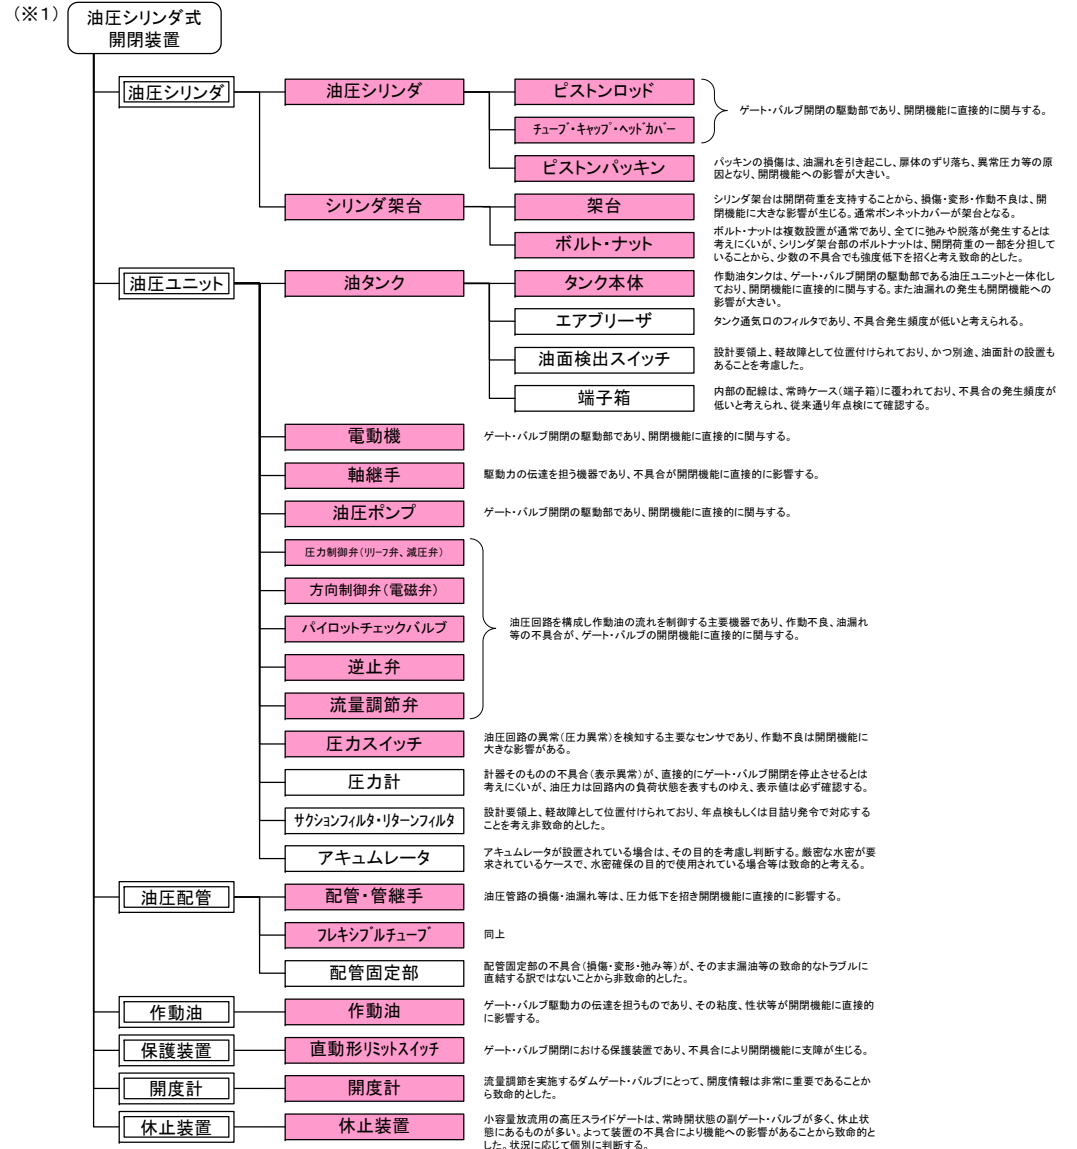 （※1）
油圧シリンダ式
開閉装置
油圧シリンダ
油圧シリンダ
ピストンロッド
ゲート・バルブ開閉の駆動部であり、開閉機能に直接的に関与する。
ﾁｭｰﾌﾞ・ｷｬｯﾌﾟ・ﾍｯﾄﾞｶﾊﾞｰ
ピストンパッキン
パッキンの損傷は、油漏れを引き起こし、扉体のずり落ち、異常圧力等の原
因となり、開閉機能への影響が大きい。
シリンダ架台
架台
シリンダ架台は開閉荷重を支持することから、損傷・変形・作動不良は、開
閉機能に大きな影響が生じる。通常ボンネットカバーが架台となる。
ボルト・ナット
ボルト・ナットは複数設置が通常であり、全てに弛みや脱落が発生するとは
考えにくいが、シリンダ架台部のボルトナットは、開閉荷重の一部を分担して
いることから、少数の不具合でも強度低下を招くと考え致命的とした。
油圧ユニット
油タンク
タンク本体
作動油タンクは、ゲート・バルブ開閉の駆動部である油圧ユニットと一体化し
ており、開閉機能に直接的に関与する。また油漏れの発生も開閉機能への
影響が大きい。
エアブリーザ
タンク通気口のフィルタであり、不具合発生頻度が低いと考えられる。
油面検出スイッチ
設計要領上、軽故障として位置付けられており、かつ別途、油面計の設置も
あることを考慮した。
端子箱
内部の配線は、常時ケース（端子箱）に覆われており、不具合の発生頻度が
低いと考えられ、従来通り年点検にて確認する。
電動機
ゲート・バルブ開閉の駆動部であり、開閉機能に直接的に関与する。
軸継手
駆動力の伝達を担う機器であり、不具合が開閉機能に直接的に影響する。
油圧ポンプ
ゲート・バルブ開閉の駆動部であり、開閉機能に直接的に関与する。
圧力制御弁（ﾘﾘｰﾌ弁、減圧弁）
方向制御弁（電磁弁）
パイロットチェックバルブ
油圧回路を構成し作動油の流れを制御する主要機器であり、作動不良、油漏れ
等の不具合が、ゲート・バルブの開閉機能に直接的に関与する。
逆止弁
流量調節弁
圧力スイッチ
油圧回路の異常（圧力異常）を検知する主要なセンサであり、作動不良は開閉機能に
大きな影響がある。
圧力計
計器そのものの不具合（表示異常）が、直接的にゲート・バルブ開閉を停止させるとは
考えにくいが、油圧力は回路内の負荷状態を表すものゆえ、表示値は必ず確認する。
ｻｸｼｮﾝﾌｨﾙﾀ・ﾘﾀｰﾝﾌｨﾙﾀ
設計要領上、軽故障として位置付けられており、年点検もしくは目詰り発令で対応する
ことを考え非致命的とした。
アキュムレータ
アキュムレータが設置されている場合は、その目的を考慮し判断する。厳密な水密が要
求されているケースで、水密確保の目的で使用されている場合等は致命的と考える。
油圧配管
配管・管継手
油圧管路の損傷・油漏れ等は、圧力低下を招き開閉機能に直接的に影響する。
ﾌﾚｷｼﾌﾞﾙﾁｭｰﾌﾞ
同上
配管固定部
配管固定部の不具合（損傷・変形・弛み等）が、そのまま漏油等の致命的なトラブルに
直結する訳ではないことから非致命的とした。
作動油
作動油
ゲート・バルブ駆動力の伝達を担うものであり、その粘度、性状等が開閉機能に直接的
に影響する。
保護装置
直動形ﾘﾐｯﾄｽｲｯﾁ
ゲート・バルブ開閉における保護装置であり、不具合により開閉機能に支障が生じる。
開度計
開度計
流量調節を実施するダムゲート・バルブにとって、開度情報は非常に重要であることか
ら致命的とした。
休止装置
休止装置
小容量放流用の高圧スライドゲートは、常時開状態の副ゲート・バルブが多く、休止状
態にあるものが多い。よって装置の不具合により機能への影響があることから致命的と
した。状況に応じて個別に判断する。